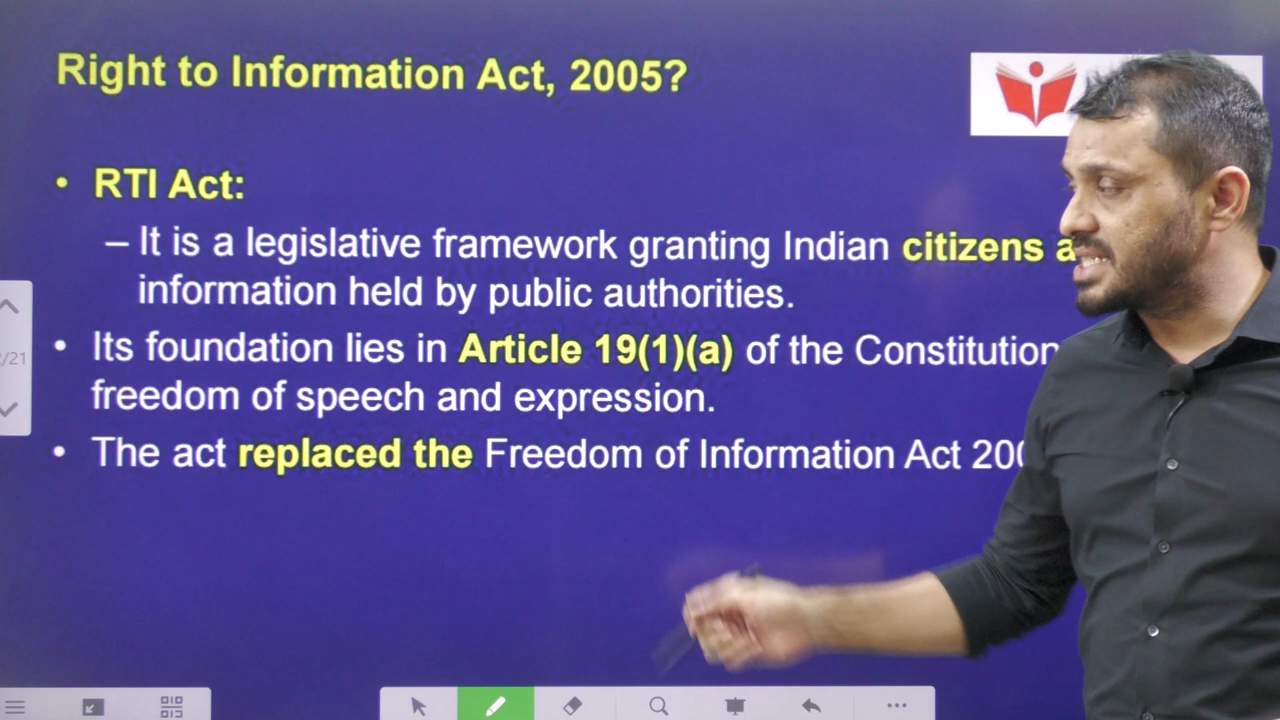 Right to Information Act, 2005?
• RTI Act:
– It is a legislative framework granting Indian citizens
information held by public authorities.
• Its foundation lies in Article 19(1)(a) of the Constitution
freedom of speech and expression.
• The act replaced the Freedom of Information Act
/21